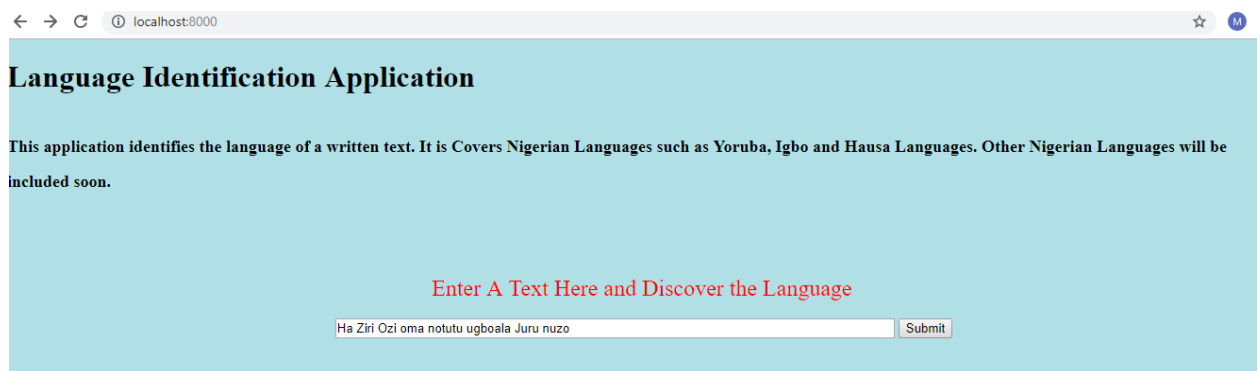 localhost:8000
M
Language Identification Application
This application identifies the language of a written text. It is Covers Nigerian Languages such as Yoruba, Igbo and Hausa Languages. Other Nigerian Languages will be
included soon.
Enter A Text Here and Discover the Language
Ha Ziri Ozi oma notutu ugboala Juru nuzo Submit